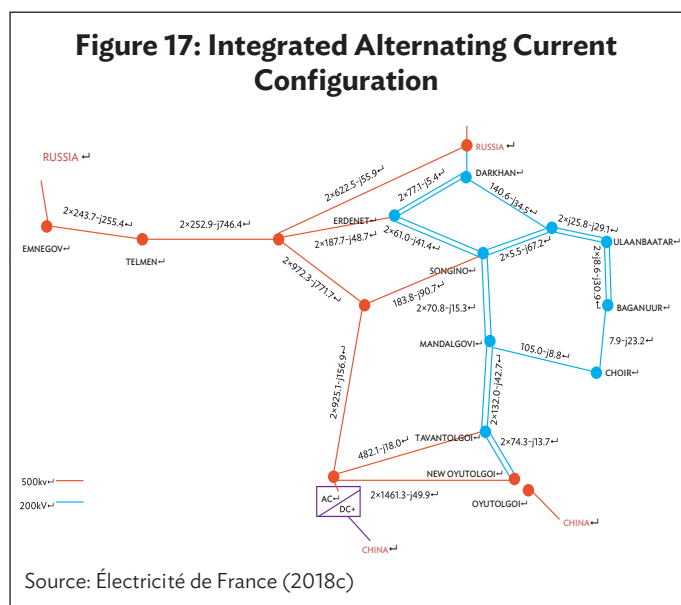 Figure 17: Integrated Alternating Current
Configuration
RUSSIA ↵
RUSSIA ↵
2×622.5–j55.9↵
2×77.1–j5.4↵
DARKHAN↵
140.6–j34.5↵
2×243.7–j255.4↵
2×252.9–j746.4↵
ERDENET↵
2×j25.8–j29.1↵
EMNEGOV↵
TELMEN↵
2×187.7–j48.7↵
2×61.0–j41.4↵
2×5.5–j67.2↵
ULAANBAATAR↵
SONGINO↵
2×972.3–j771.7↵
183.8–j90.7↵
2×j8.6–j30.9↵
2×70.8–j15.3↵
BAGANUUR↵
MANDALGOVI↵
105.0–j8.8↵
7.9–j23.2↵
CHOIR↵
2×925.1–j156.9↵
2×132.0–j42.7↵
482.1–j18.0↵
TAVANTOLGOI↵
2×74.3–j13.7↵
500kv↵
NEW OYUTOLGOI↵
200kV↵
AC↵
DC+
2×1461.3–j49.9↵
OYUTOLGOI↵
CHINA↵
CHINA ↵
Source: Électricité de France (2018c)